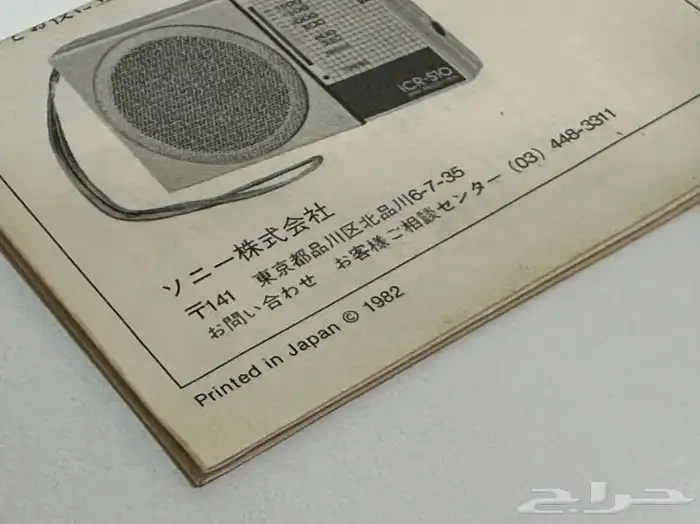 ICR-510
ソニー株式会社
〒141 東京都品川区北品川6-7-35
お問い合わせ お客様ご相談センター (03) 448-3311
Printed in Japan © 1982
حراج